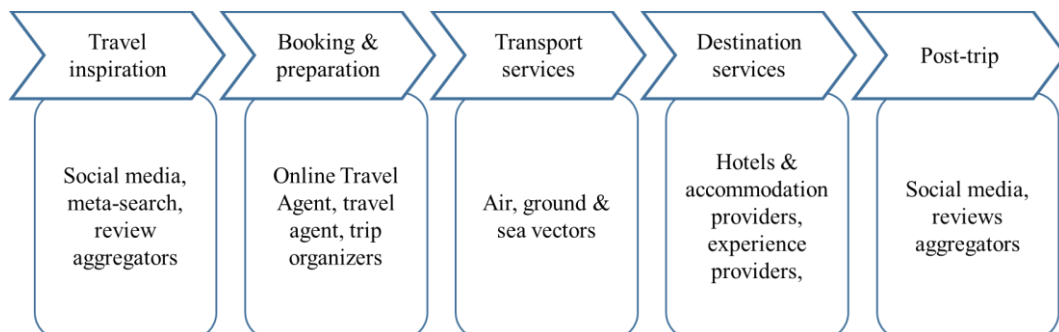 Travel
inspiration
Booking &
preparation
Transport
services
Destination
services
Post-trip
Social media,
meta-search,
review
aggregators
Online Travel
Agent, travel
agent, trip
organizers
Air, ground &
sea vectors
Hotels &
accommodation
providers,
experience
providers,
Social media,
reviews
aggregators